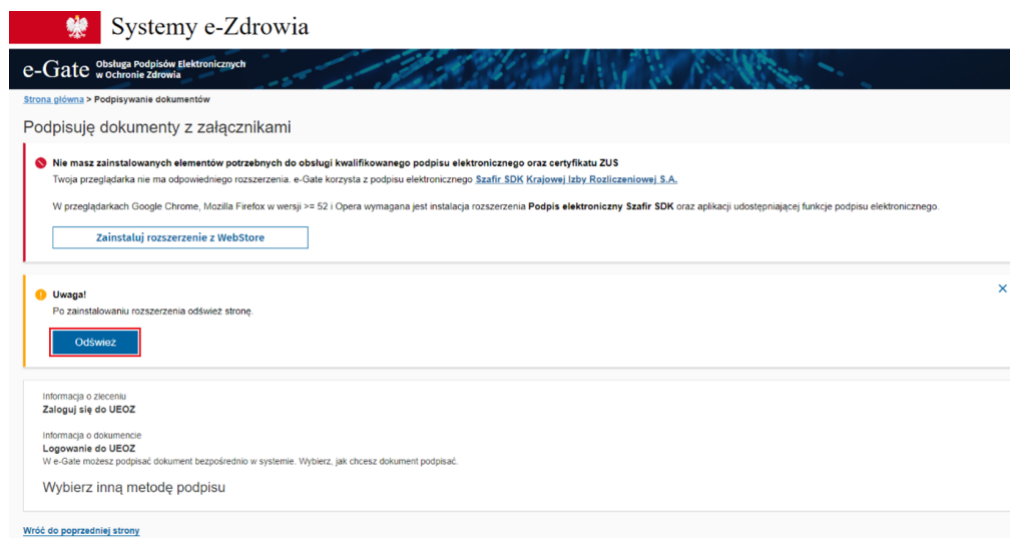 Systemy e-Zdrowia
e-Gate Obsługa Podpisów Elektronicznych
w Ochronie Zdrowia
Strona główna > Podpisywanie dokumentów
Podpisuję dokumenty z załącznikami
Nie masz zainstalowanych elementów potrzebnych do obsługi kwalifikowanego podpisu elektronicznego oraz certyfikatu ZUS
Twoja przeglądarka nie ma odpowiedniego rozszerzenia. e-Gate korzysta z podpisu elektronicznego Szafir SDK Krajowej Izby Rozliczeniowej S.A.
W przeglądarkach Google Chrome, Mozilla Firefox w wersji >= 52 i Opera wymagana jest instalacja rozszerzenia Podpis elektroniczny Szafir SDK oraz aplikacji udostępniającej funkcje podpisu elektronicznego.
Zainstaluj rozszerzenie z WebStore
Uwaga!
Po zainstalowaniu rozszerzenia odśwież stronę.
Odśwież
Informacja o zleceniu
Zaloguj się do UEOZ
Informacja o dokumencie
Logowanie do UEOZ
W e-Gate możesz podpisać dokument bezpośrednio w systemie. Wybierz, jak chcesz dokument podpisać.
Wybierz inną metodę podpisu
Wróć do poprzedniej strony